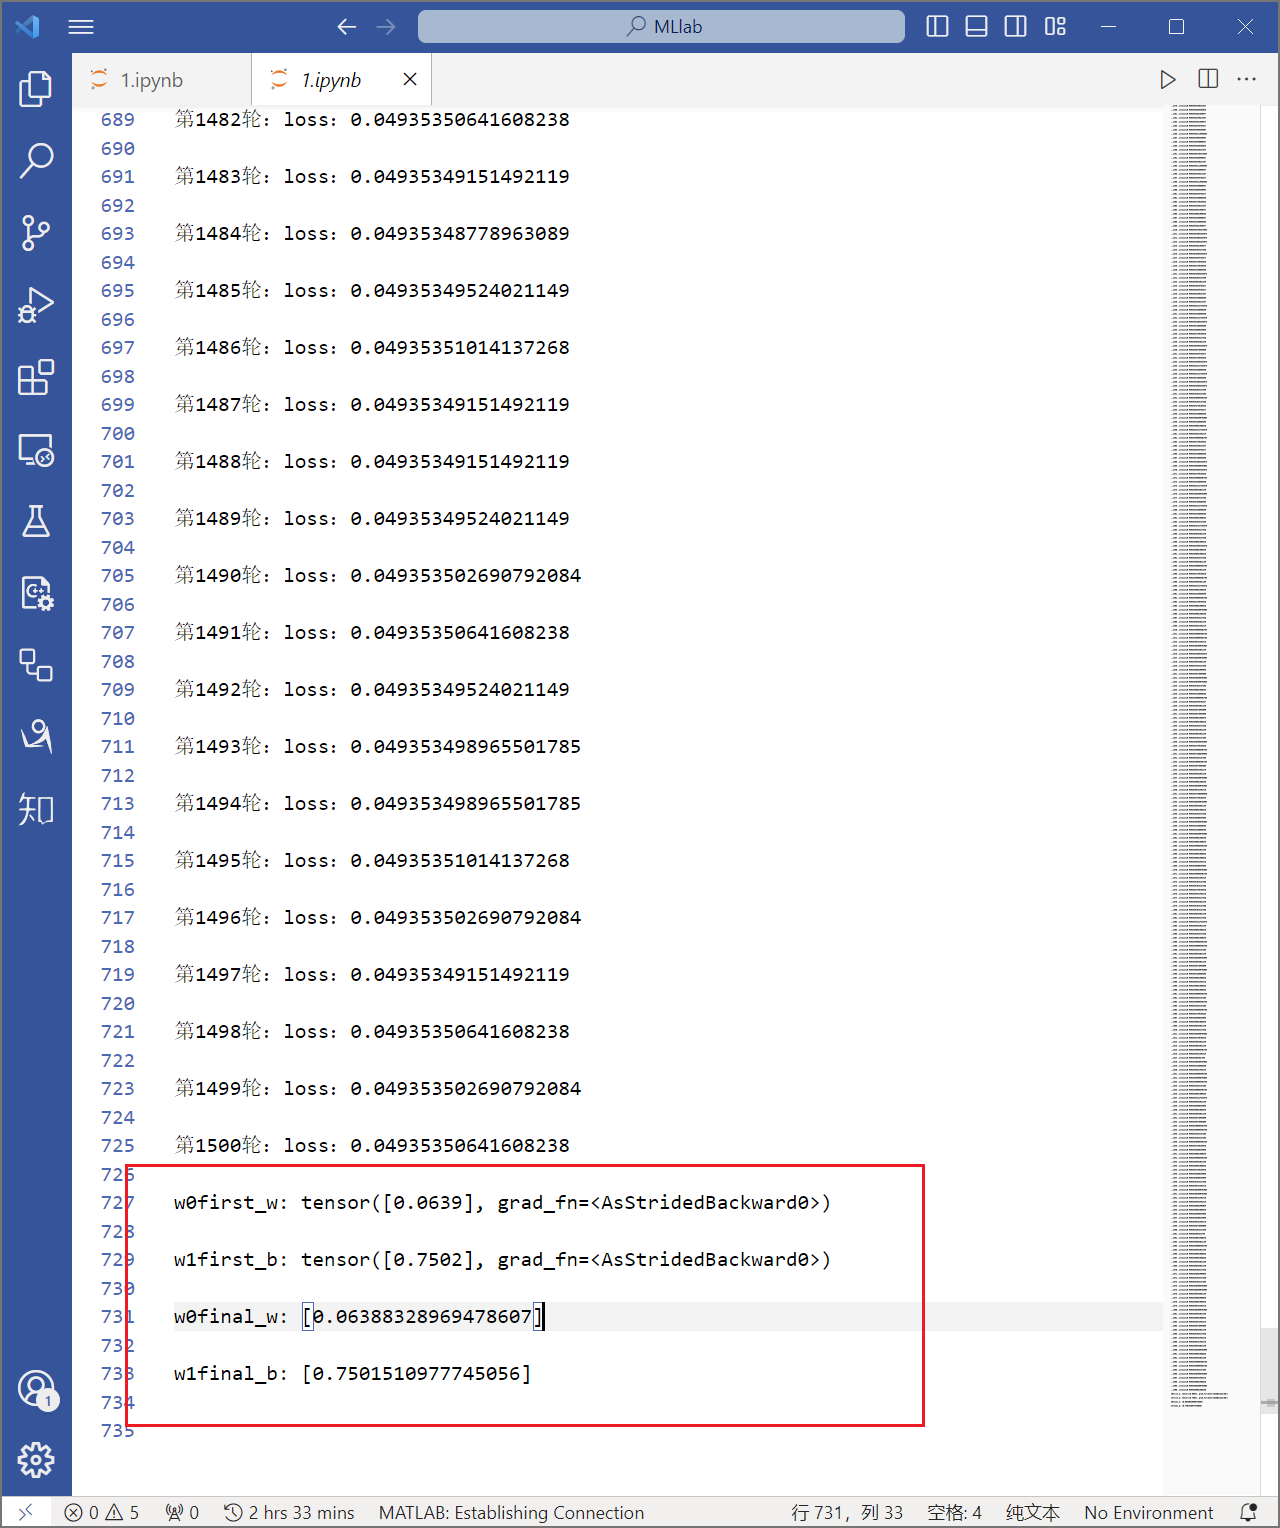 MLlab
1.ipynb
1.ipynb
689 第1482轮：loss：0.04935350641608238
690
691 第1483轮：loss：0.04935349151492119
692
693 第1484轮：loss：0.04935348778963089
694
695 第1485轮：loss：0.04935349524021149
696
697 第1486轮：loss：0.04935351014137268
698
699 第1487轮：loss：0.04935349151492119
700
701 第1488轮：loss：0.04935349151492119
702
703 第1489轮：loss：0.04935349524021149
704
705 第1490轮：loss：0.049353502690792084
706
707 第1491轮：loss：0.04935350641608238
708
709 第1492轮：loss：0.04935349524021149
710
711 第1493轮：loss：0.049353498965501785
712
713 第1494轮：loss：0.049353498965501785
714
715 第1495轮：loss：0.04935351014137268
716
717 第1496轮：loss：0.049353502690792084
718
719 第1497轮：loss：0.04935349151492119
720
721 第1498轮：loss：0.04935350641608238
722
723 第1499轮：loss：0.049353502690792084
724
725 第1500轮：loss：0.04935350641608238
726
727 w0first_w: tensor([0.0639], grad_fn=<AsStridedBackward0>)
728
729 w1first_b: tensor([0.7502], grad_fn=<AsStridedBackward0>)
730
731 w0final_w: [0.06388328969478607]
732
733 w1final_b: [0.7501510977745056]
734
735
C++
知
1
0 5 0 2 hrs 33 mins MATLAB: Establishing Connection 行 731，列 33 空格: 4 纯文本 No Environment